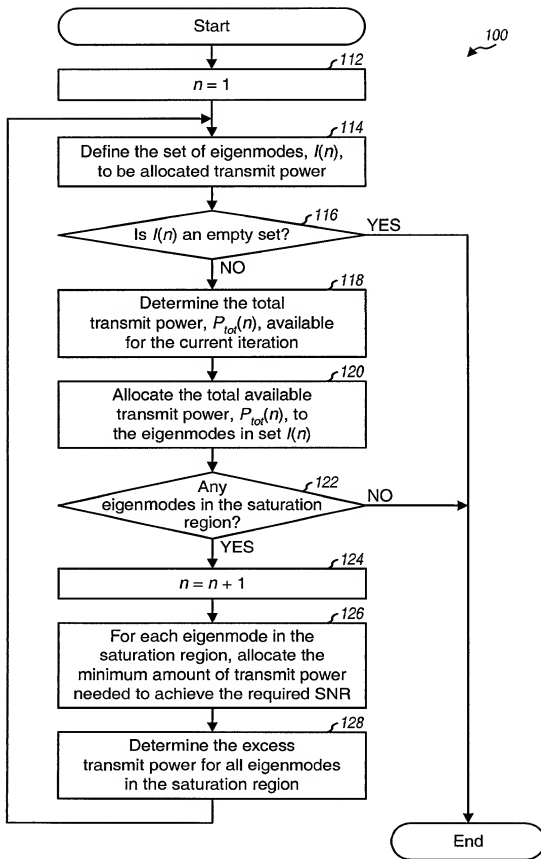 Start
100
112
n = 1
114
Define the set of eigenmodes, I(n),
to be allocated transmit power
116
Is I(n) an empty set?
YES
NO
118
Determine the total
transmit power, Ptot(n), available
for the current iteration
120
Allocate the total available
transmit power, Ptot(n), to
the eigenmodes in set I(n)
122
Any
eigenmodes in the saturation
region?
NO
YES
124
n = n + 1
126
For each eigenmode in the
saturation region, allocate the
minimum amount of transmit power
needed to achieve the required SNR
128
Determine the excess
transmit power for all eigenmodes
in the saturation region
End